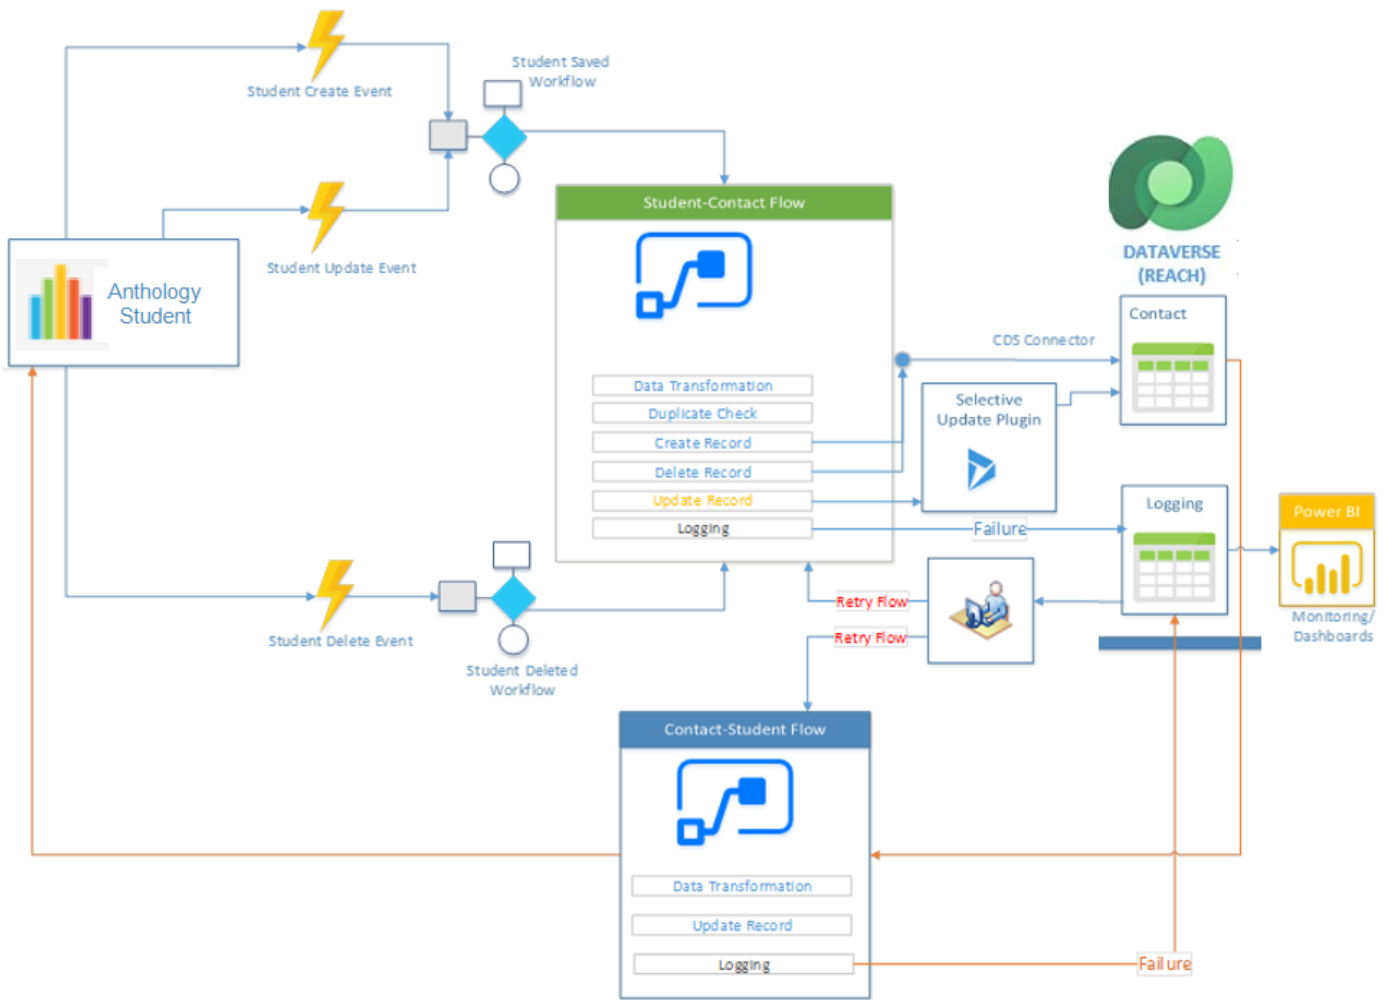 Student Create Event
Student Saved
Workflow
Student Update Event
Anthology
Student
Student-Contact Flow
Data Transformation
Duplicate Check
Create Record
Delete Record
Update Record
Logging
DATAVERSE
(REACH)
CDS Connector
Contact
Selective
Update Plugin
Failure
Logging
Power BI
Monitoring/
Dashboards
Retry Flow
Retry Flow
Student Delete Event
Student Deleted
Workflow
Contact-Student Flow
Data Transformation
Update Record
Logging
Failure